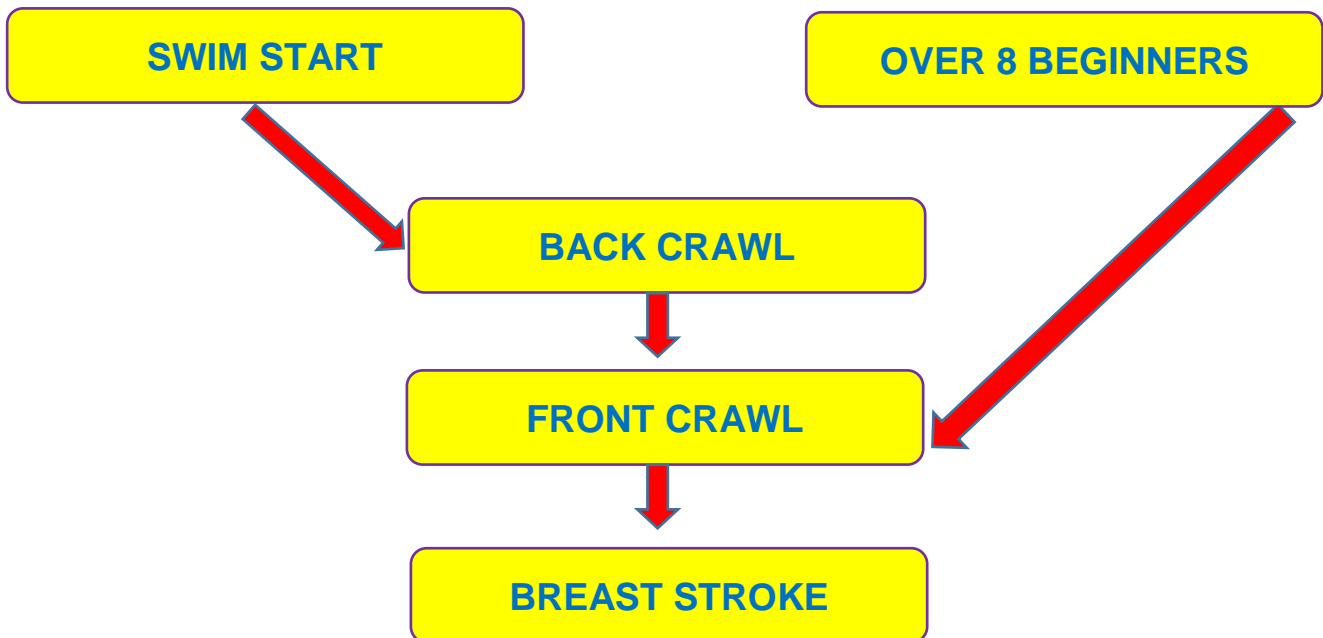 SWIM START
OVER 8 BEGINNERS
BACK CRAWL
FRONT CRAWL
BREAST STROKE